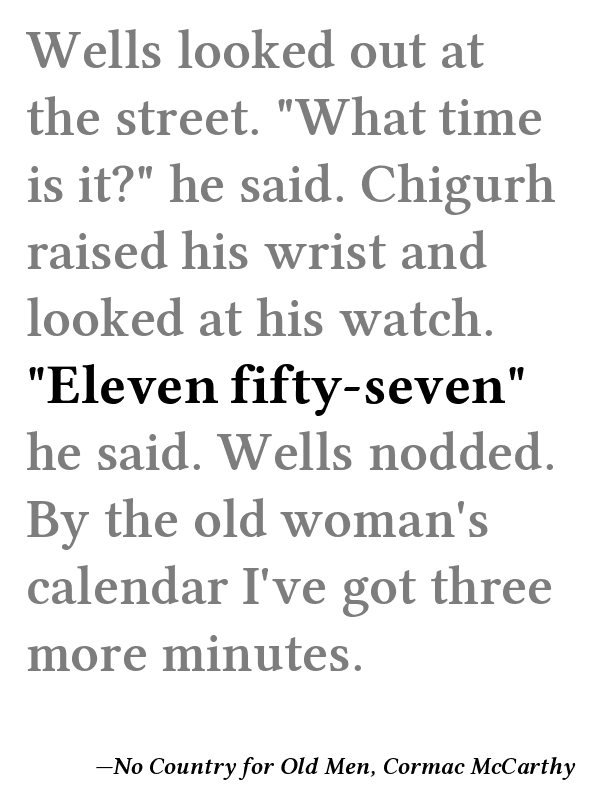 Wells looked out at
the street. "What time
is it?" he said. Chigurh
raised his wrist and
looked at his watch.
"Eleven fifty-seven"
he said. Wells nodded.
By the old woman's
calendar I've got three
more minutes.
—No Country for Old Men, Cormac McCarthy